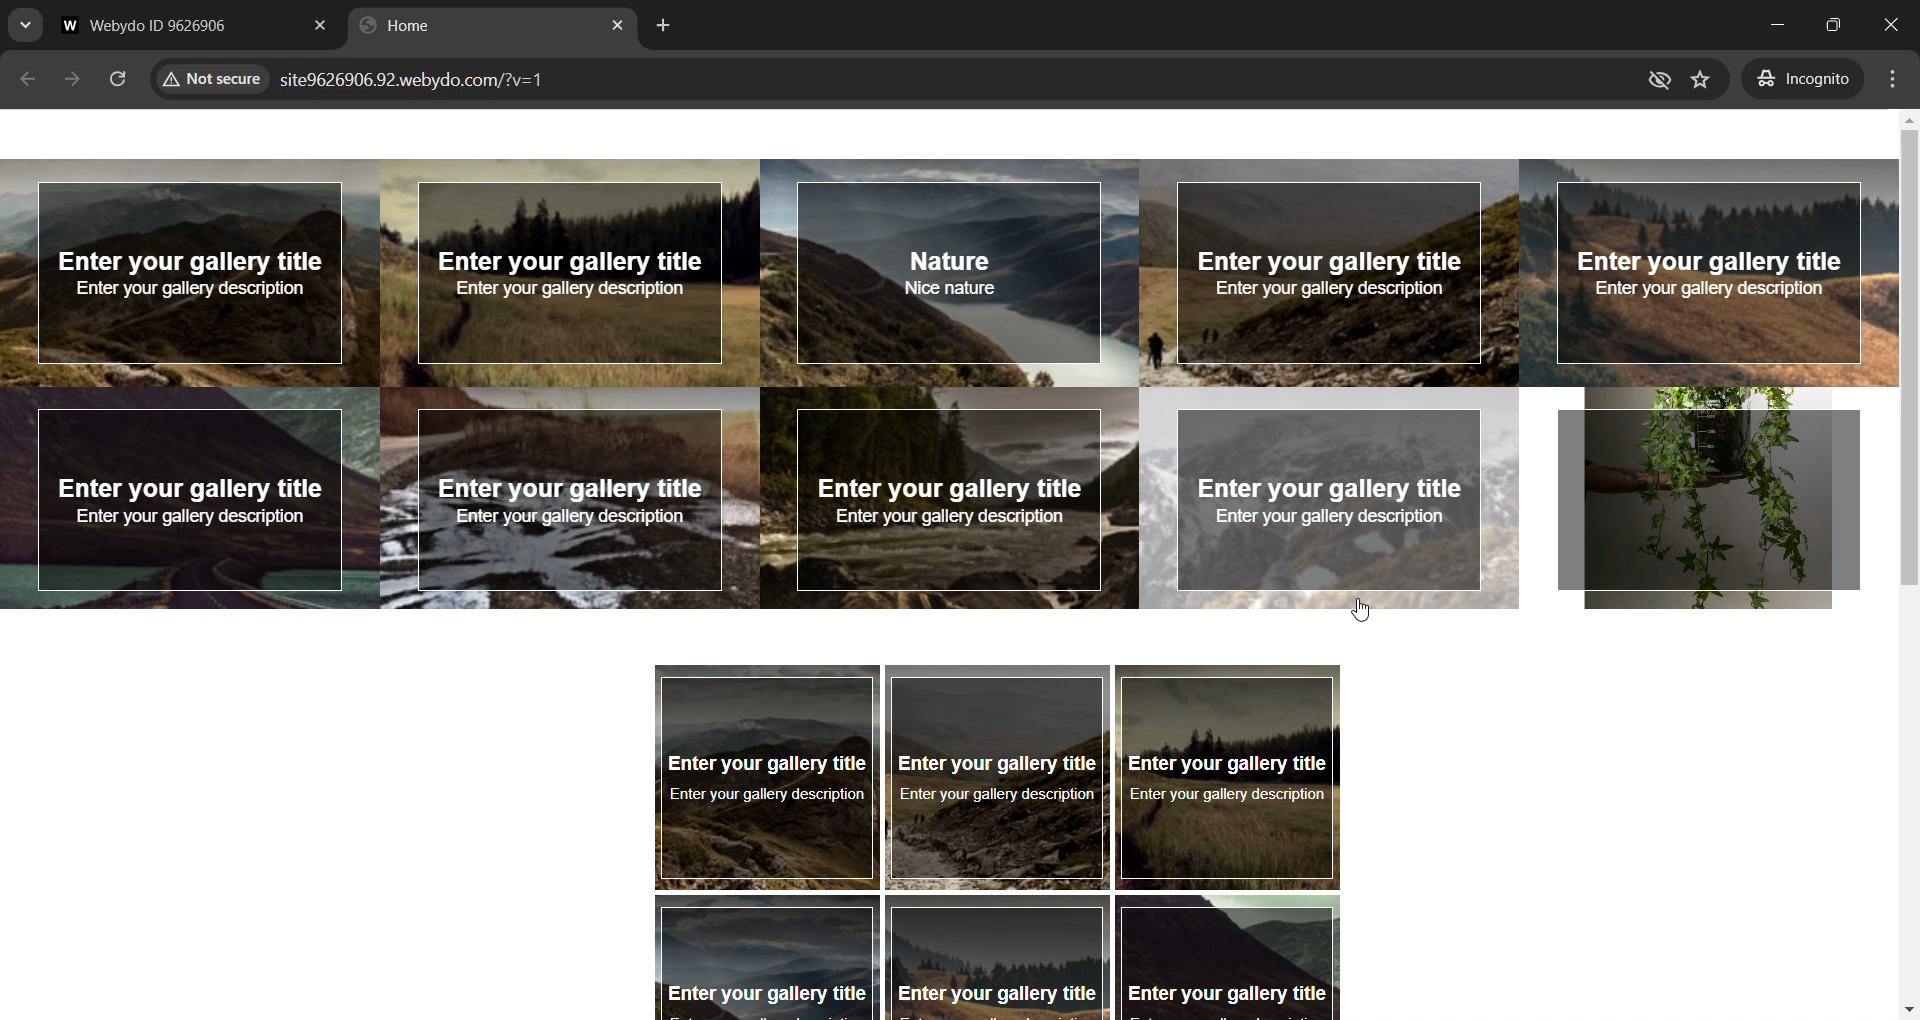 Webydo ID 9626906
Home
Not secure
site9626906.92.webydo.com/?v=1
Incognito
Enter your gallery title
Enter your gallery description
Enter your gallery title
Enter your gallery description
Nature
Nice nature
Enter your gallery title
Enter your gallery description
Enter your gallery title
Enter your gallery description
Enter your gallery title
Enter your gallery description
Enter your gallery title
Enter your gallery description
Enter your gallery title
Enter your gallery description
Enter your gallery title
Enter your gallery description
Enter your gallery title
Enter your gallery description
Enter your gallery title
Enter your gallery description
Enter your gallery title
Enter your gallery description
Enter your gallery title
Enter your gallery title
Enter your gallery title